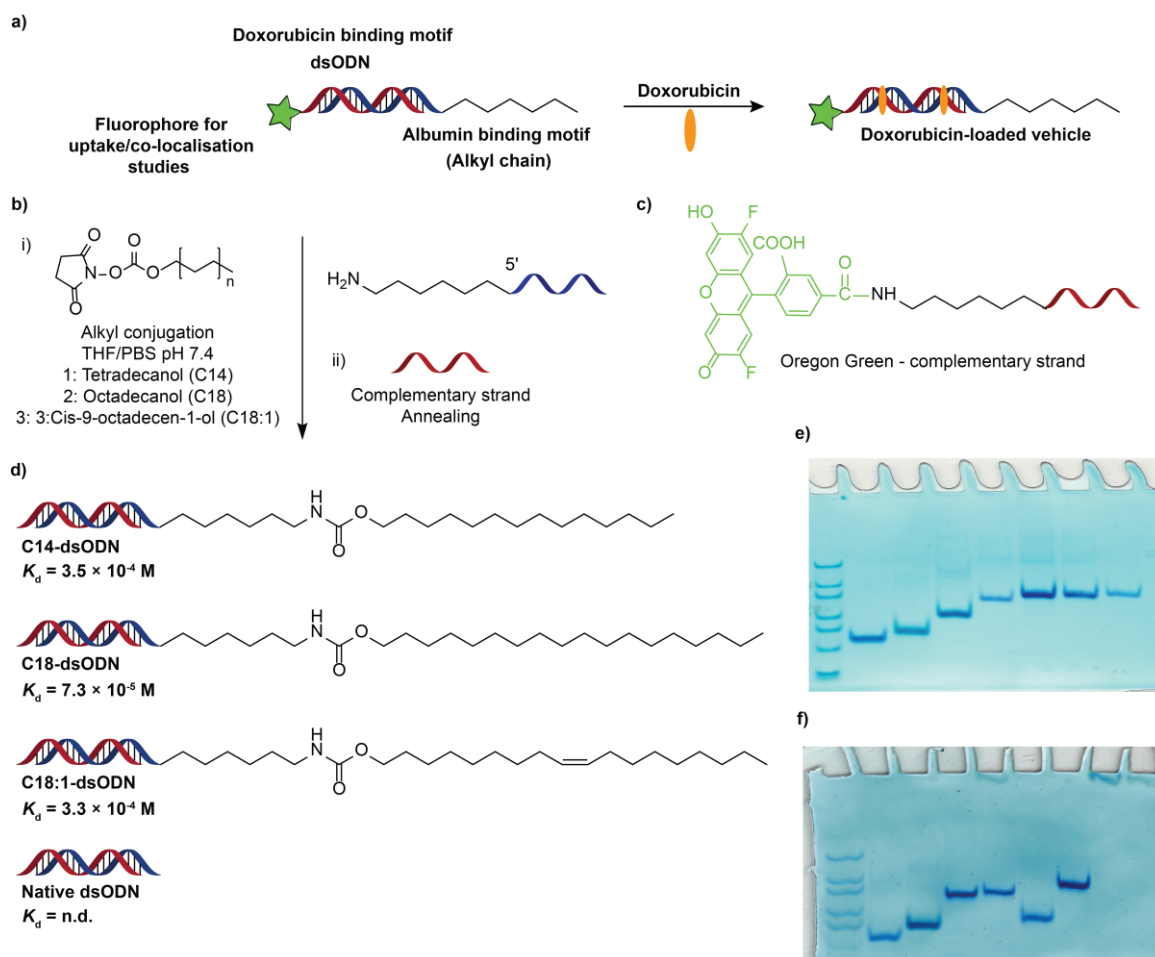 a)
Doxorubicin binding motif
dsODN
Fluorophore for
uptake/co-localisation
studies
Albumin binding motif
(Alkyl chain)
Doxorubicin
Doxorubicin-loaded vehicle
b)
i)
O
N
O
O
O
O
n
Alkyl conjugation
THF/PBS pH 7.4
1: Tetradecanol (C14)
2: Octadecanol (C18)
3: 3:Cis-9-octadecen-1-ol (C18:1)
H2N
5'
ii)
Complementary strand
Annealing
c)
HO
F
COOH
O
O
C
NH
O
F
Oregon Green - complementary strand
d)
H
N
O
O
C14-dsODN
Kd = 3.5 × 10-4 M
H
N
O
O
C18-dsODN
Kd = 7.3 × 10-5 M
H
N
O
O
C18:1-dsODN
Kd = 3.3 × 10-4 M
Native dsODN
Kd = n.d.
e)
f)